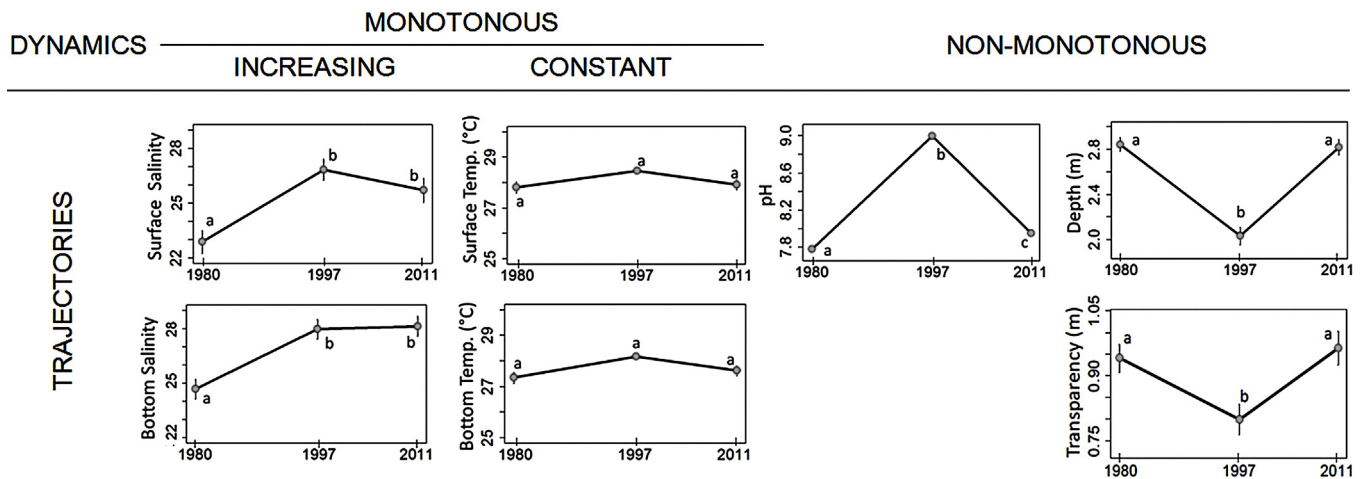 DYNAMICS
MONOTONOUS
INCREASING
CONSTANT
NON-MONOTONOUS
TRAJECTORIES
Surface Salinity
28
25
22
a
b
b
1980
1997
2011
Surface Temp. (°C)
29
27
25
a
a
a
1980
1997
2011
pH
9.0
8.6
8.2
7.8
a
b
c
1980
1997
2011
Depth (m)
2.8
2.4
2.0
a
b
a
1980
1997
2011
Bottom Salinity
28
25
22
a
b
b
1980
1997
2011
Bottom Temp. (°C)
29
27
25
a
a
a
1980
1997
2011
Transparency (m)
1.05
0.90
0.75
a
b
a
1980
1997
2011